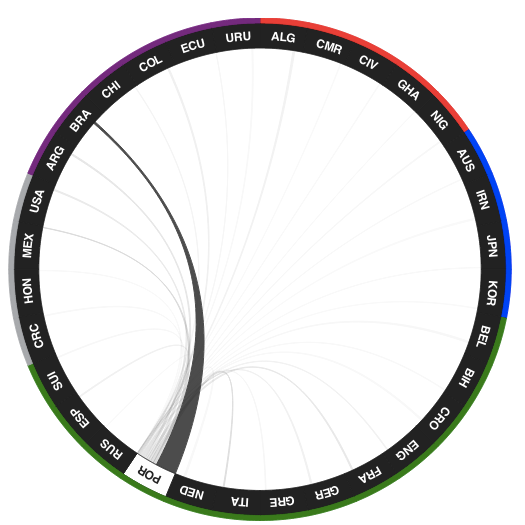 ALG
CMR
CIV
GHA
NIG
AUS
IRN
JPN
KOR
BEL
BIH
CRO
ENG
FRA
GER
GRE
ITA
NED
POR
RUS
ESP
SUI
CRC
HON
MEX
USA
ARG
BRA
CHI
COL
ECU
URU